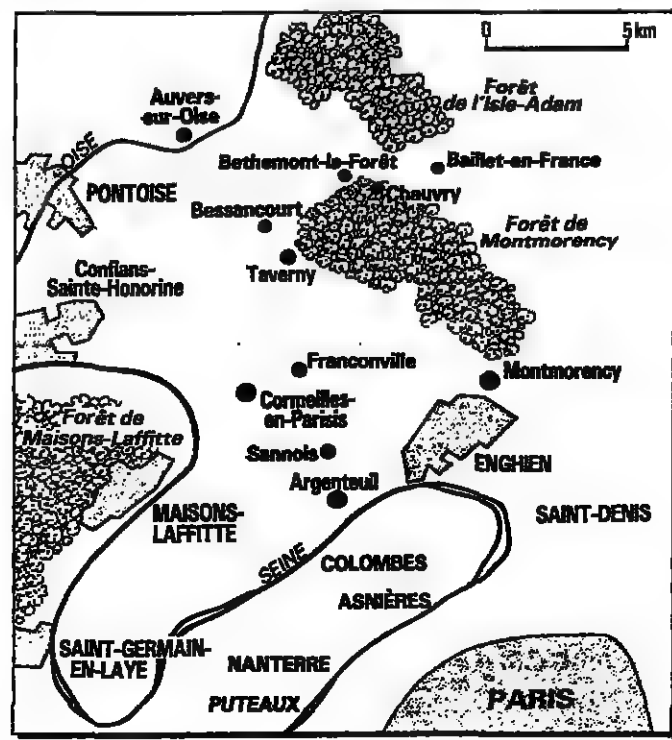 0 5 km
Forêt
de l'Isle-Adam
Auvers-
sur-Oise
OISE
Bethemont-la-Forêt
Baillet-en-France
PONTOISE
Chauvry
Bessancourt
Forêt de
Montmorency
Taverny
Conflans-
Sainte-Honorine
Franconville
Montmorency
Cormeilles-
en-Parisis
Forêt de
Maisons-Laffitte
Sannois
ENGHIEN
Argenteuil
MAISONS-
LAFFITTE
SAINT-DENIS
SEINE
COLOMBES
ASNIÈRES
SAINT-GERMAIN-
EN-LAYE
NANTERRE
PUTEAUX
PARIS